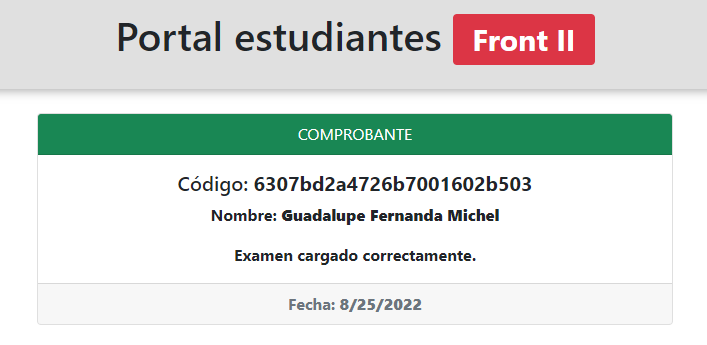 Portal estudiantes Front II
COMPROBANTE
Código: 6307bd2a4726b7001602b503
Nombre: Guadalupe Fernanda Michel
Examen cargado correctamente.
Fecha: 8/25/2022